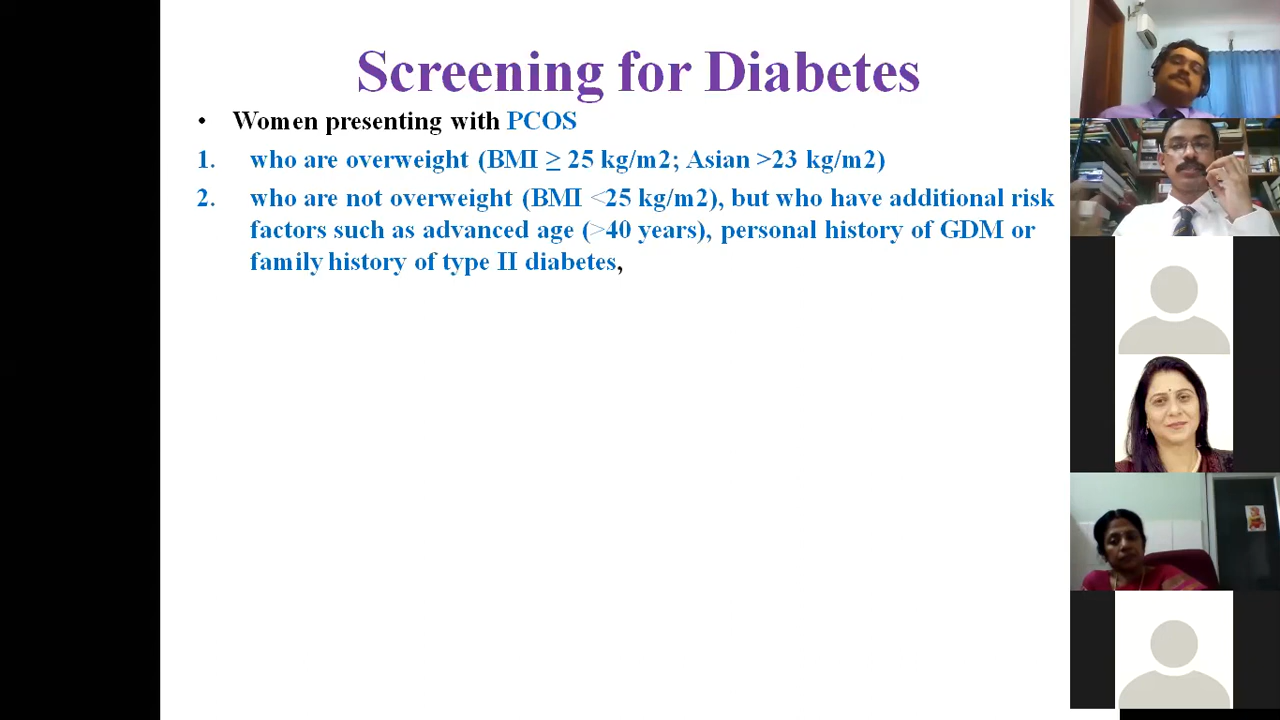 Screening for Diabetes
• Women presenting with PCOS
1. who are overweight (BMI ≥ 25 kg/m2; Asian >23 kg/m2)
2. who are not overweight (BMI <25 kg/m2), but who have additional risk
factors such as advanced age (>40 years), personal history of GDM or
family history of type II diabetes,